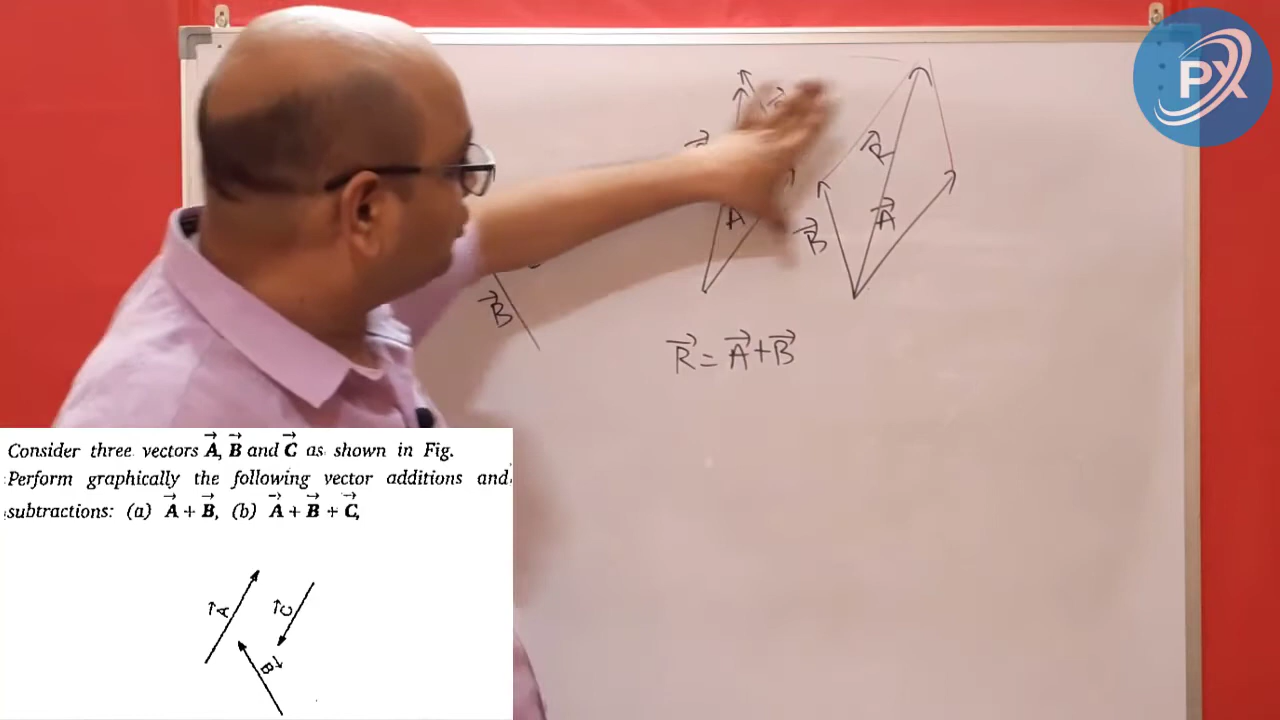 PX
R⃗
A
A⃗
B⃗
B⃗
R⃗ = A⃗ + B⃗
Consider three vectors A⃗, B⃗ and C⃗ as shown in Fig.
Perform graphically the following vector additions and
subtractions: (a) A⃗ + B⃗, (b) A⃗ + B⃗ + C⃗,
A⃗
C⃗
B⃗